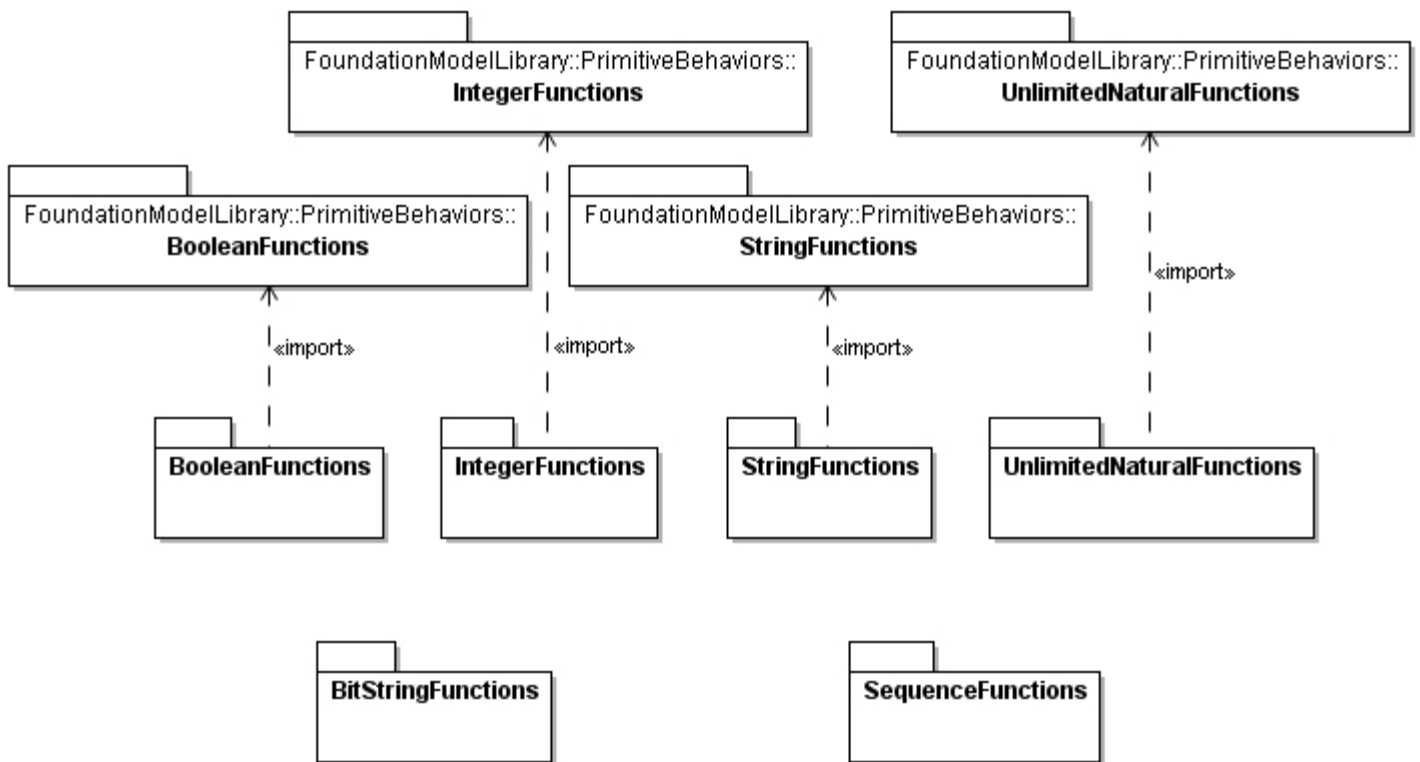 FoundationModelLibrary::PrimitiveBehaviors::
IntegerFunctions
FoundationModelLibrary::PrimitiveBehaviors::
UnlimitedNaturalFunctions
FoundationModelLibrary::PrimitiveBehaviors::
BooleanFunctions
FoundationModelLibrary::PrimitiveBehaviors::
StringFunctions
«import»
«import»
«import»
«import»
BooleanFunctions
IntegerFunctions
StringFunctions
UnlimitedNaturalFunctions
BitStringFunctions
SequenceFunctions